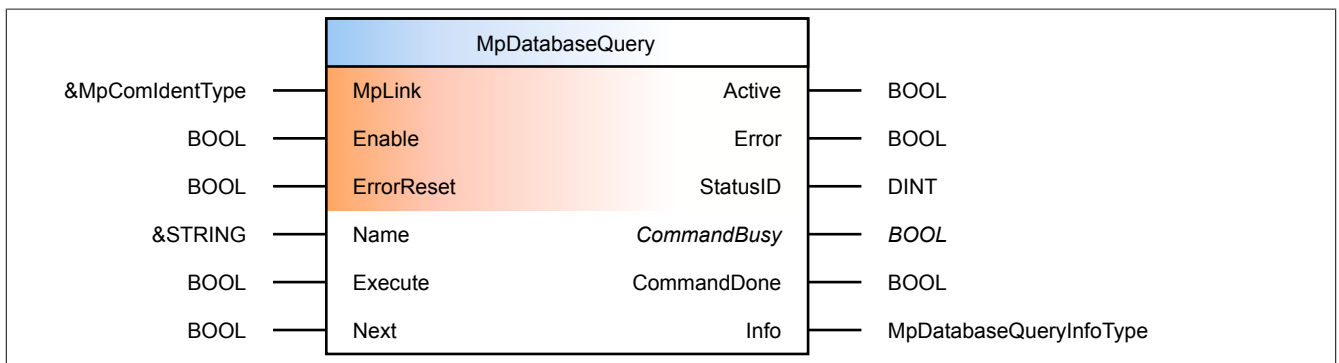 MpDatabaseQuery
&MpComIdentType MpLink Active BOOL
BOOL Enable Error BOOL
BOOL ErrorReset StatusID DINT
&STRING Name CommandBusy BOOL
BOOL Execute CommandDone BOOL
BOOL Next Info MpDatabaseQueryInfoType